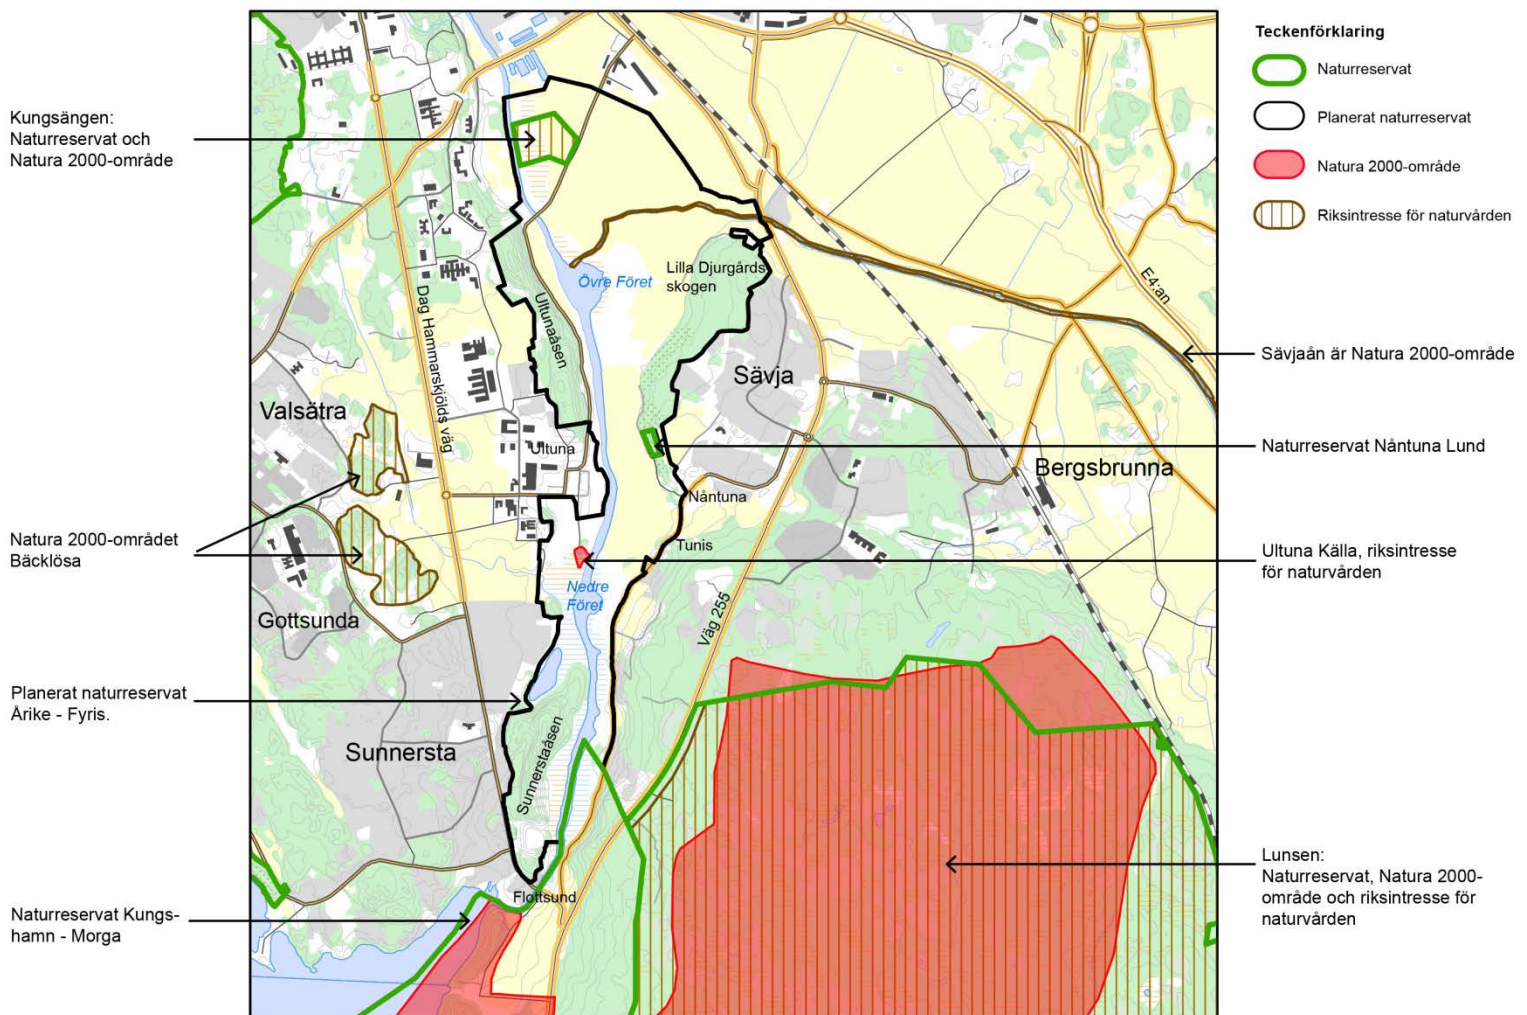 Teckenförklaring
Naturreservat
Planerat naturreservat
Natura 2000-område
Riksintresse för naturvården
Kungsängen:
Naturreservat och
Natura 2000-område
Natura 2000-området
Bäcklösa
Planerat naturreservat
Årike - Fyris.
Naturreservat Kungs-
hamn - Morga
Dag Hammarskjölds väg
Ultunaåsen
Övre Föret
Lilla Djurgårds
skogen
E4:an
Sävja
Valsätra
Ultuna
Bergsbrunna
Nåntuna
Tunis
Nedre
Föret
Gottsunda
Väg 255
Sunnersta
Sunnerstaåsen
Flottsund
Sävjaån är Natura 2000-område
Naturreservat Nåntuna Lund
Ultuna Källa, riksintresse
för naturvården
Lunsen:
Naturreservat, Natura 2000-
område och riksintresse för
naturvården